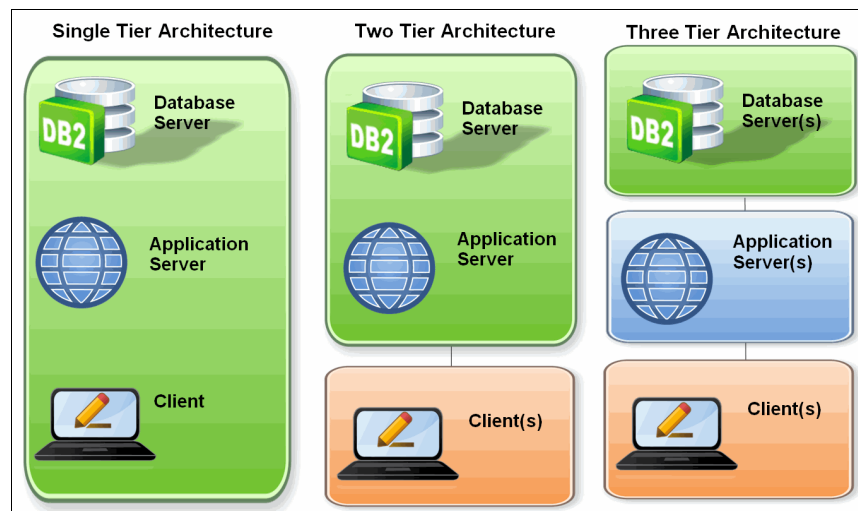 Single Tier Architecture
Database
Server
DB2
Application
Server
Client
Two Tier Architecture
Database
Server
DB2
Application
Server
Client(s)
Three Tier Architecture
Database
Server(s)
DB2
Application
Server(s)
Client(s)